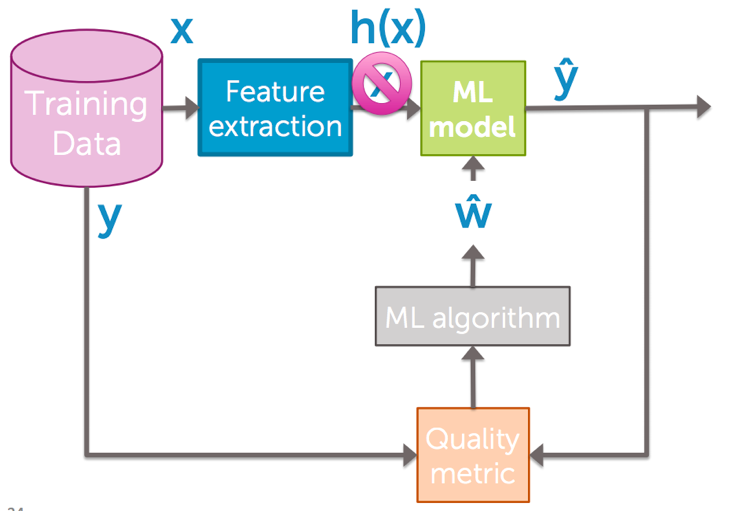 x
h(x)
Training
Data
Feature
extraction
ML
model
ŷ
y
ŵ
ML algorithm
Quality
metric